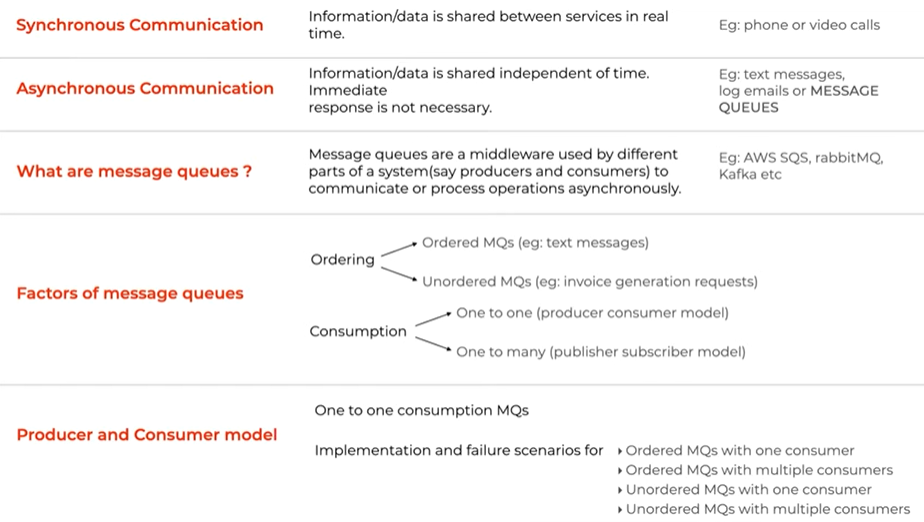 Synchronous Communication
Information/data is shared between services in real
time.
Eg: phone or video calls
Asynchronous Communication
Information/data is shared independent of time.
Immediate
response is not necessary.
Eg: text messages,
log emails or MESSAGE
QUEUES
What are message queues ?
Message queues are a middleware used by different
parts of a system(say producers and consumers) to
communicate or process operations asynchronously.
Eg: AWS SQS, rabbitMQ,
Kafka etc
Factors of message queues
Ordering
Ordered MQs (eg: text messages)
Unordered MQs (eg: invoice generation requests)
Consumption
One to one (producer consumer model)
One to many (publisher subscriber model)
Producer and Consumer model
One to one consumption MQs
Implementation and failure scenarios for
Ordered MQs with one consumer
Ordered MQs with multiple consumers
Unordered MQs with one consumer
Unordered MQs with multiple consumers